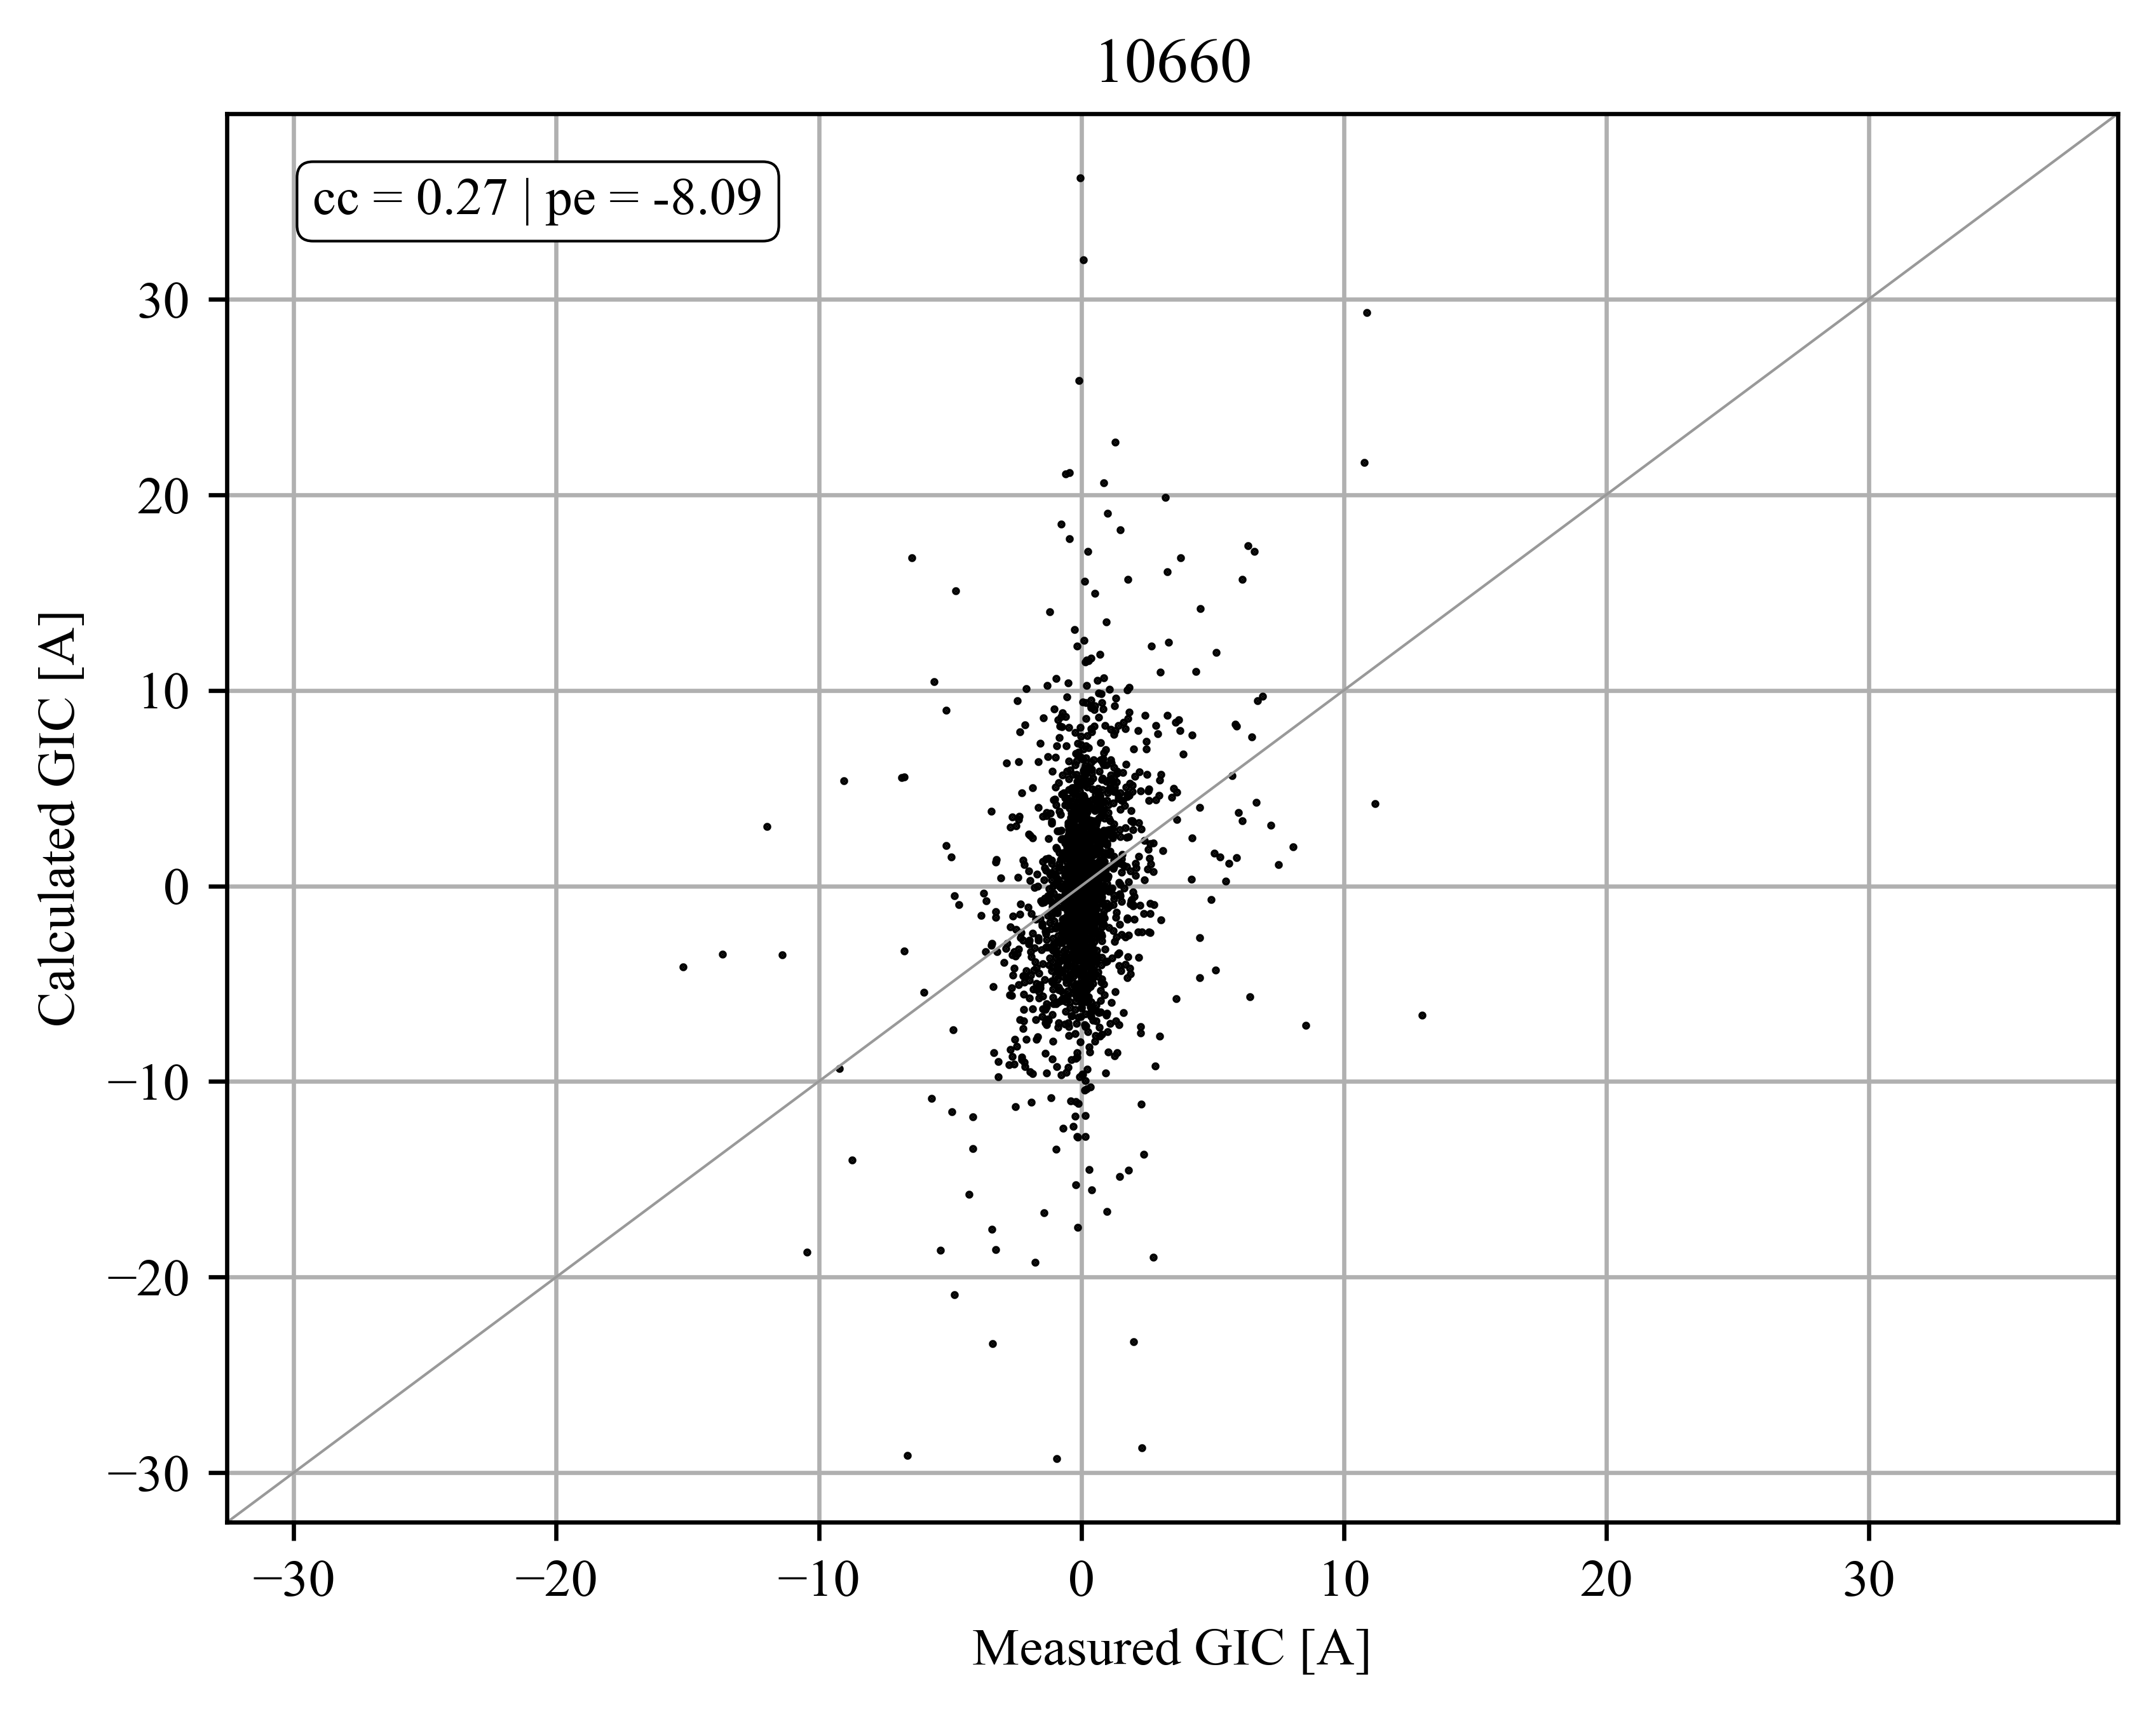 10660
cc = 0.27 | pe = -8.09
Calculated GIC [A]
30
20
10
0
−10
−20
−30
−30 −20 −10 0 10 20 30
Measured GIC [A]